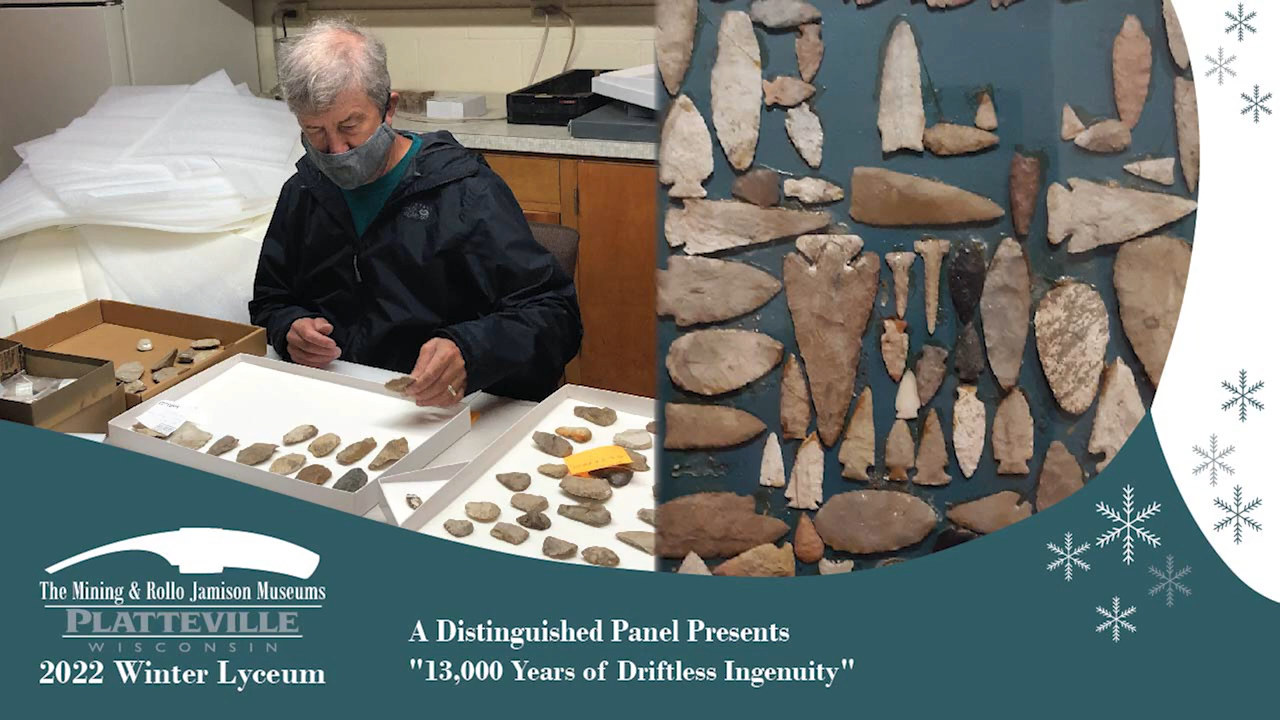 The Mining & Rollo Jamison Museums
PLATTEVILLE
WISCONSIN
2022 Winter Lyceum
A Distinguished Panel Presents
"13,000 Years of Driftless Ingenuity"